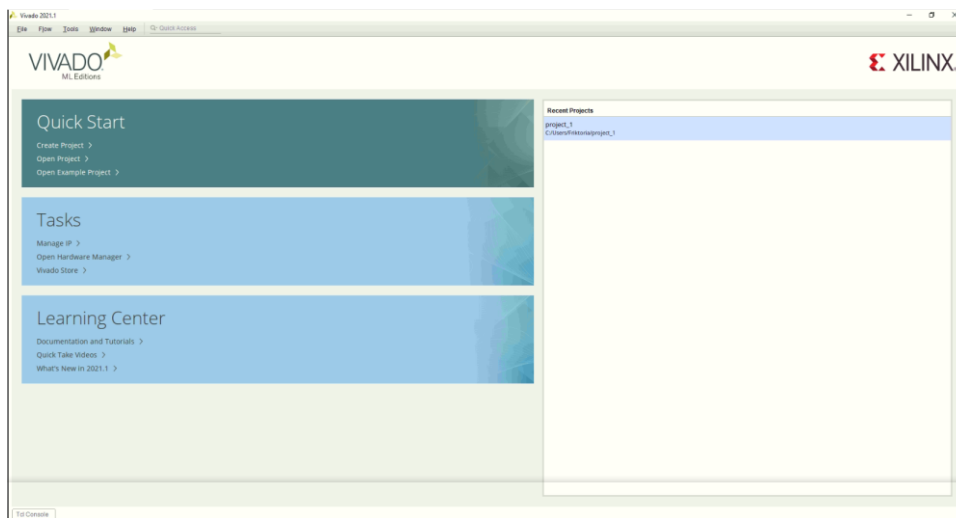 Vivado 2021.1
File Flow Tools Window Help Quick Access
VIVADO
ML Editions
XILINX
Quick Start
Create Project >
Open Project >
Open Example Project >
Tasks
Manage IP >
Open Hardware Manager >
Vivado Store >
Learning Center
Documentation and Tutorials >
Quick Take Videos >
What's New in 2021.1 >
Recent Projects
project_1
Tcl Console